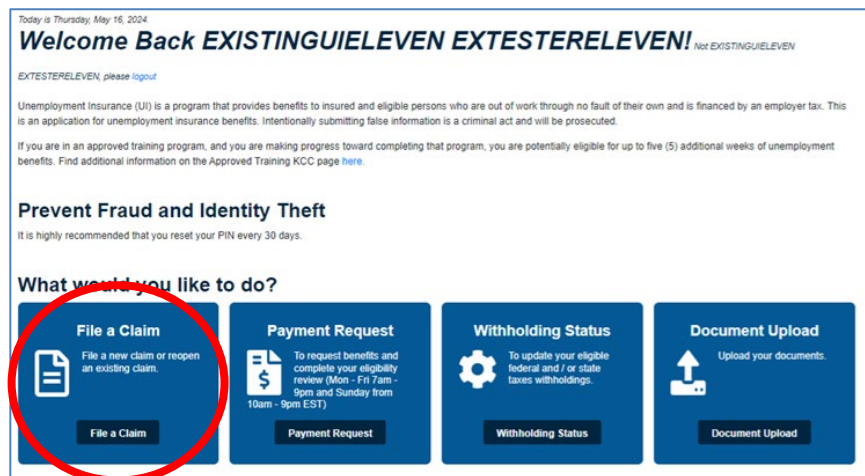 Today is Thursday, May 16, 2024.
Welcome Back EXISTINGUIELEVEN EXTESTERELEVEN! Not EXISTINGUIELEVEN
EXTESTERELEVEN, please logout
Unemployment Insurance (UI) is a program that provides benefits to insured and eligible persons who are out of work through no fault of their own and is financed by an employer tax. This
is an application for unemployment insurance benefits. Intentionally submitting false information is a criminal act and will be prosecuted.
If you are in an approved training program, and you are making progress toward completing that program, you are potentially eligible for up to five (5) additional weeks of unemployment
benefits. Find additional information on the Approved Training KCC page here.
Prevent Fraud and Identity Theft
It is highly recommended that you reset your PIN every 30 days.
What would you like to do?
File a Claim
File a new claim or reopen
an existing claim.
File a Claim
Payment Request
To request benefits and
complete your eligibility
review (Mon - Fri 7am -
9pm and Sunday from
10am - 9pm EST)
Payment Request
Withholding Status
To update your eligible
federal and / or state
taxes withholdings.
Withholding Status
Document Upload
Upload your documents.
Document Upload